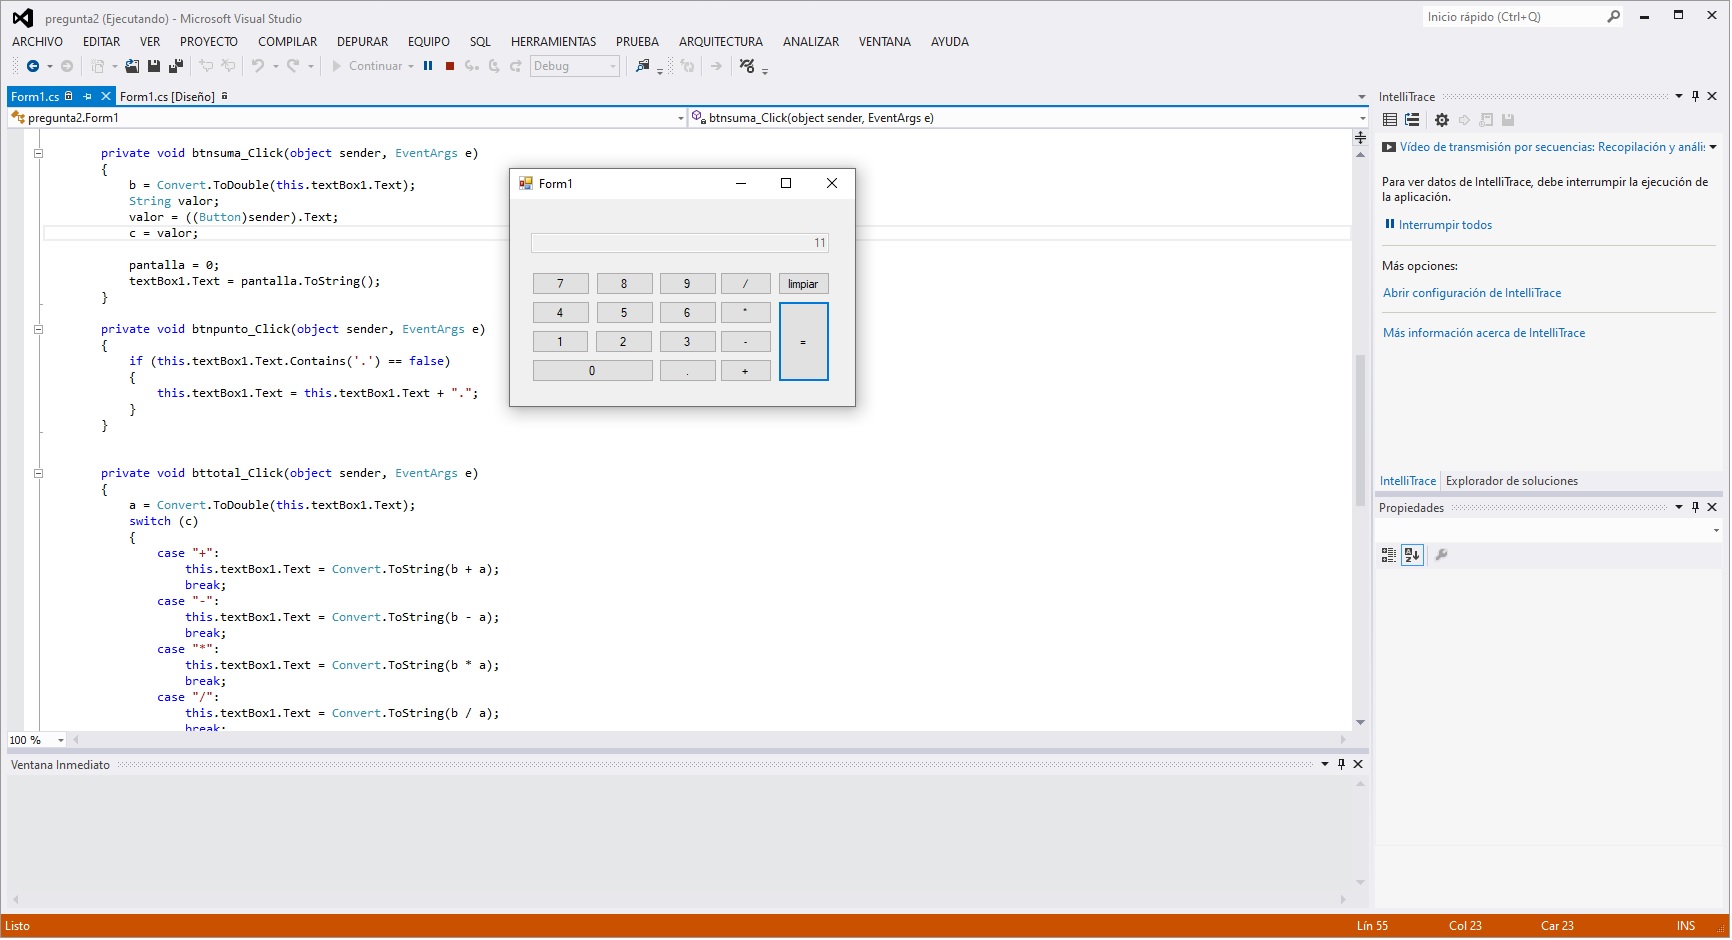 pregunta2 (Ejecutando) - Microsoft Visual Studio
Inicio rápido (Ctrl+Q)
ARCHIVO EDITAR VER PROYECTO COMPILAR DEPURAR EQUIPO SQL HERRAMIENTAS PRUEBA ARQUITECTURA ANALIZAR VENTANA AYUDA
Continuar Debug
Form1.cs Form1.cs [Diseño]
pregunta2.Form1 btnsuma_Click(object sender, EventArgs e)
private void btnsuma_Click(object sender, EventArgs e)
{
b = Convert.ToDouble(this.textBox1.Text);
String valor;
valor = ((Button)sender).Text;
c = valor;
pantalla = 0;
textBox1.Text = pantalla.ToString();
}
private void btnpunto_Click(object sender, EventArgs e)
{
if (this.textBox1.Text.Contains('.') == false)
{
this.textBox1.Text = this.textBox1.Text + ".";
}
}
private void bttotal_Click(object sender, EventArgs e)
{
a = Convert.ToDouble(this.textBox1.Text);
switch (c)
{
case "+":
this.textBox1.Text = Convert.ToString(b + a);
break;
case "-":
this.textBox1.Text = Convert.ToString(b - a);
break;
case "*":
this.textBox1.Text = Convert.ToString(b * a);
break;
case "/":
this.textBox1.Text = Convert.ToString(b / a);
break;
100 %
Form1
11
7 8 9 / limpiar
4 5 6 *
1 2 3 - =
0 . +
Ventana Inmediato
IntelliTrace
Vídeo de transmisión por secuencias: Recopilación y anális
Para ver datos de IntelliTrace, debe interrumpir la ejecución de
la aplicación.
Interrumpir todos
Más opciones:
Abrir configuración de IntelliTrace
Más información acerca de IntelliTrace
IntelliTrace Explorador de soluciones
Propiedades
Listo Lín 55 Col 23 Car 23 INS